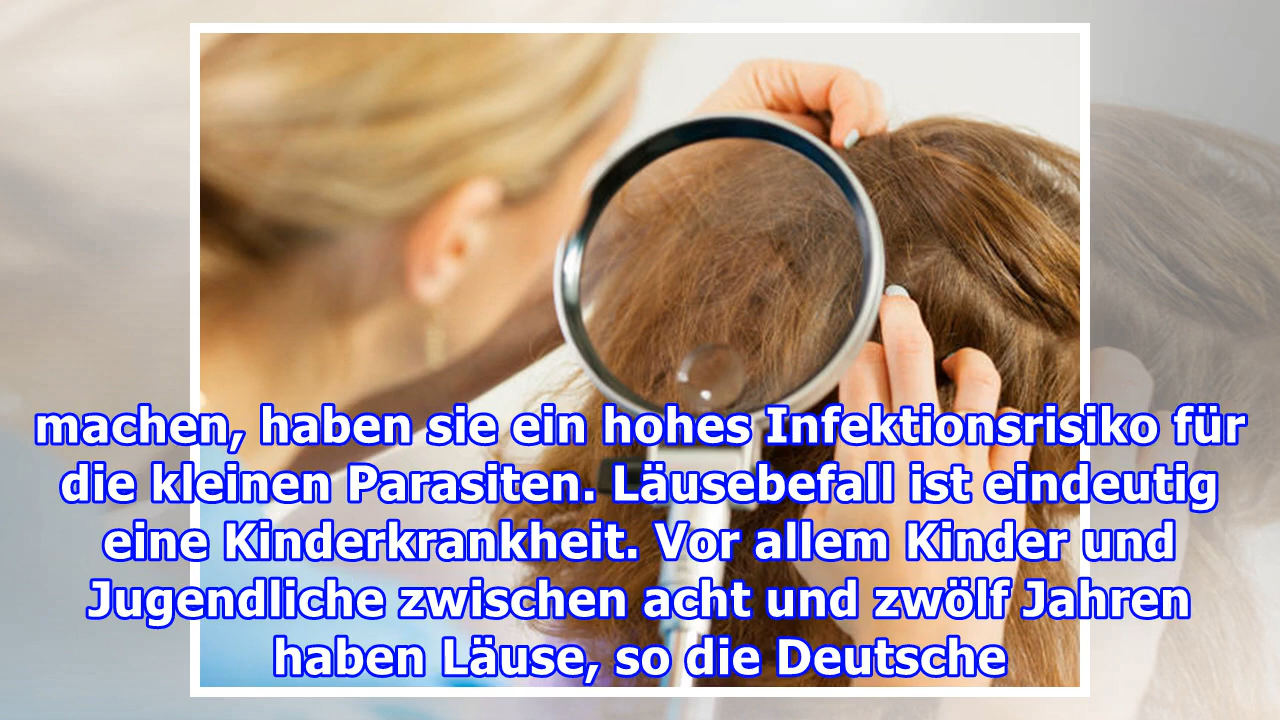 machen, haben sie ein hohes Infektionsrisiko für
die kleinen Parasiten. Läusebefall ist eindeutig
eine Kinderkrankheit. Vor allem Kinder und
Jugendliche zwischen acht und zwölf Jahren
haben Läuse, so die Deutsche